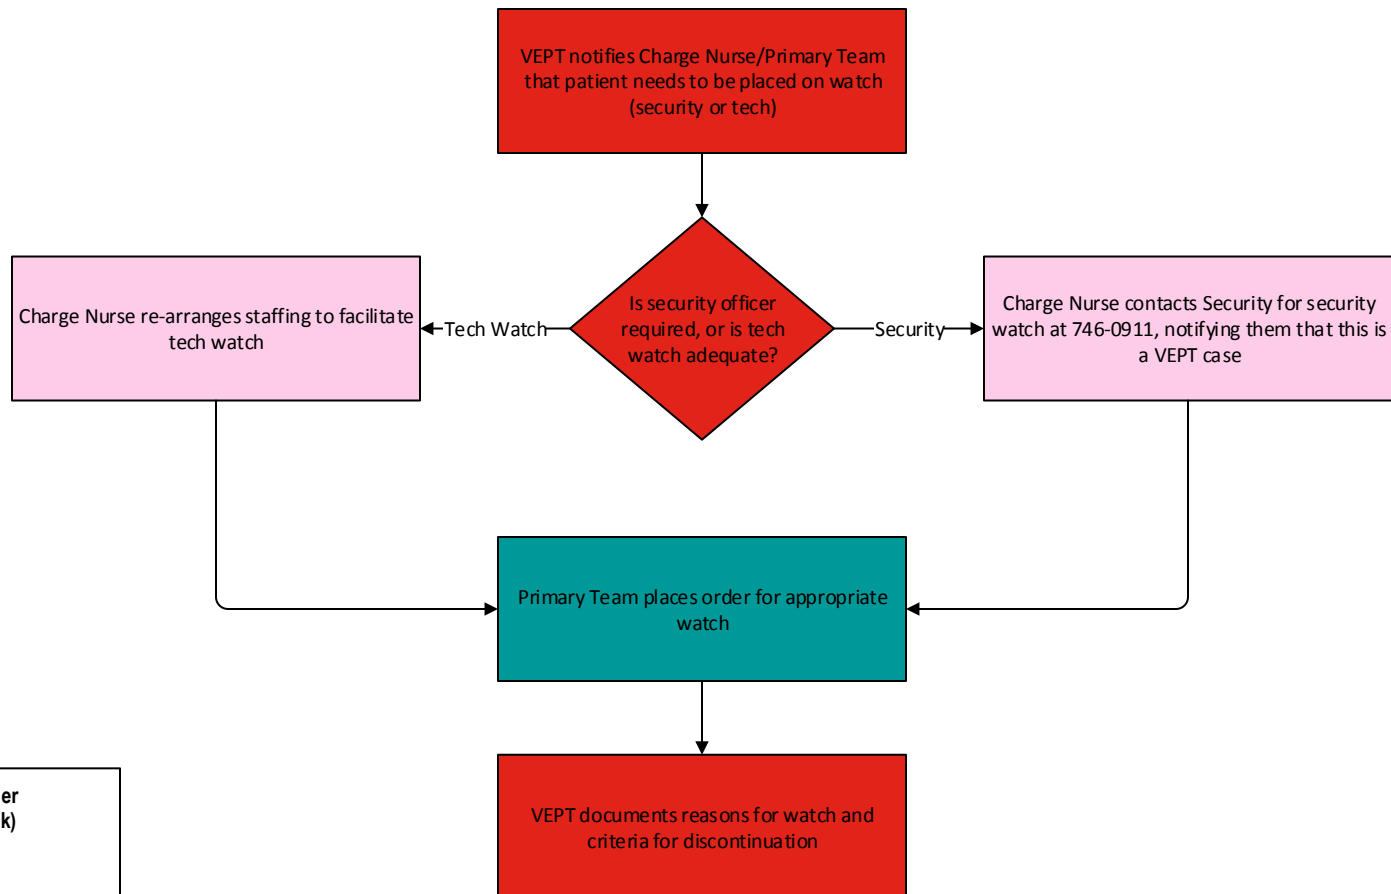 VEPT notifies Charge Nurse/Primary Team
that patient needs to be placed on watch
(security or tech)
Charge Nurse re-arranges staffing to facilitate
tech watch
Tech Watch
Is security officer
required, or is tech
watch adequate?
Security
Charge Nurse contacts Security for security
watch at 746-0911, notifying them that this is
a VEPT case
Primary Team places order for appropriate
watch
VEPT documents reasons for watch and
criteria for discontinuation
er
k)